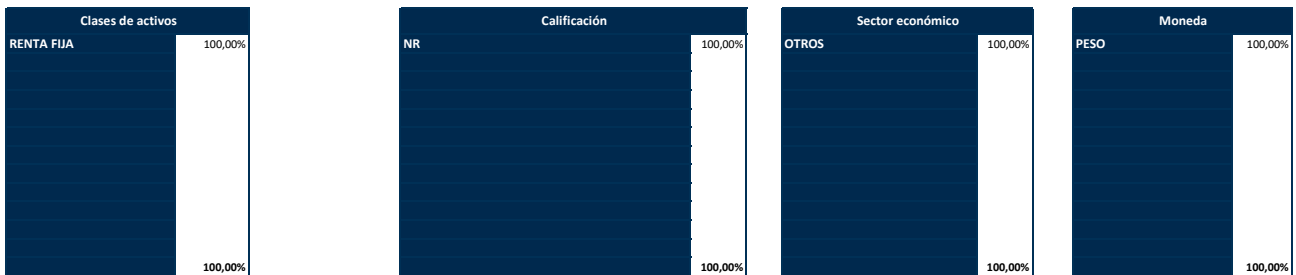 Clases de activos Calificación Sector económico Moneda
RENTA FIJA 100,00% NR 100,00% OTROS 100,00% PESO 100,00%
100,00% 100,00% 100,00% 100,00%